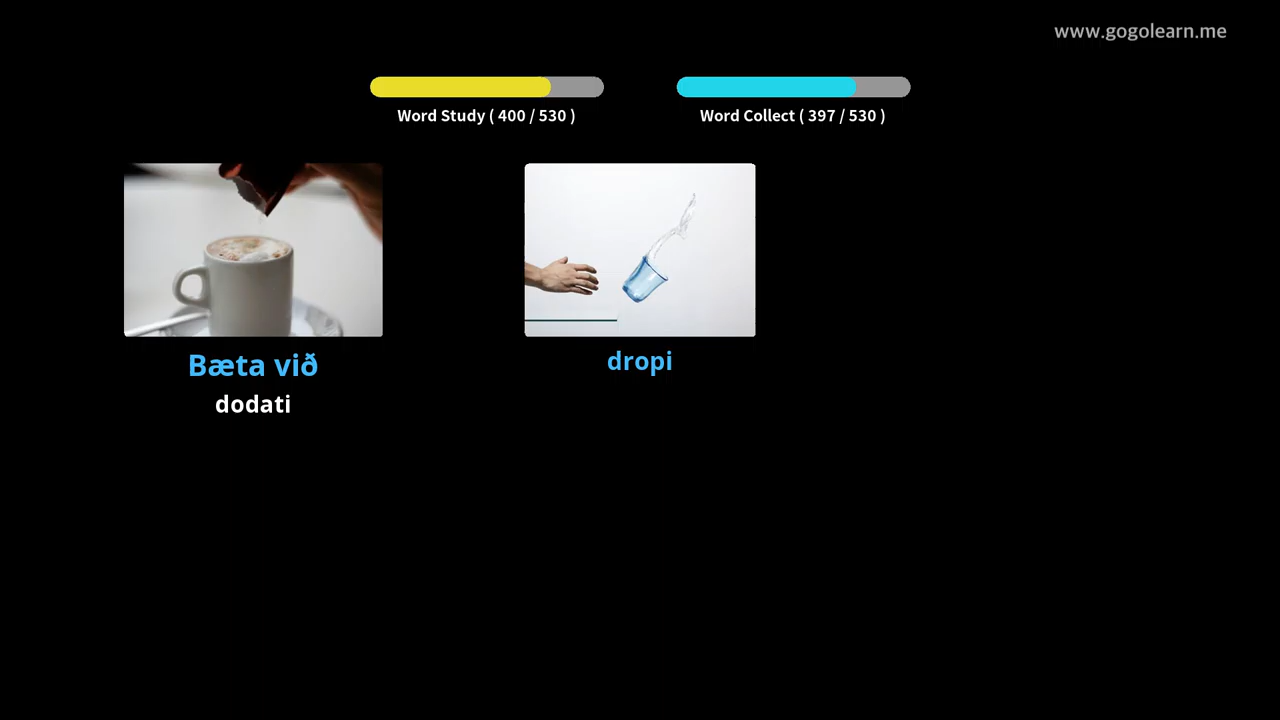 www.gogolearn.me
Word Study ( 400 / 530 )
Word Collect ( 397 / 530 )
Bæta við
dodati
dropi